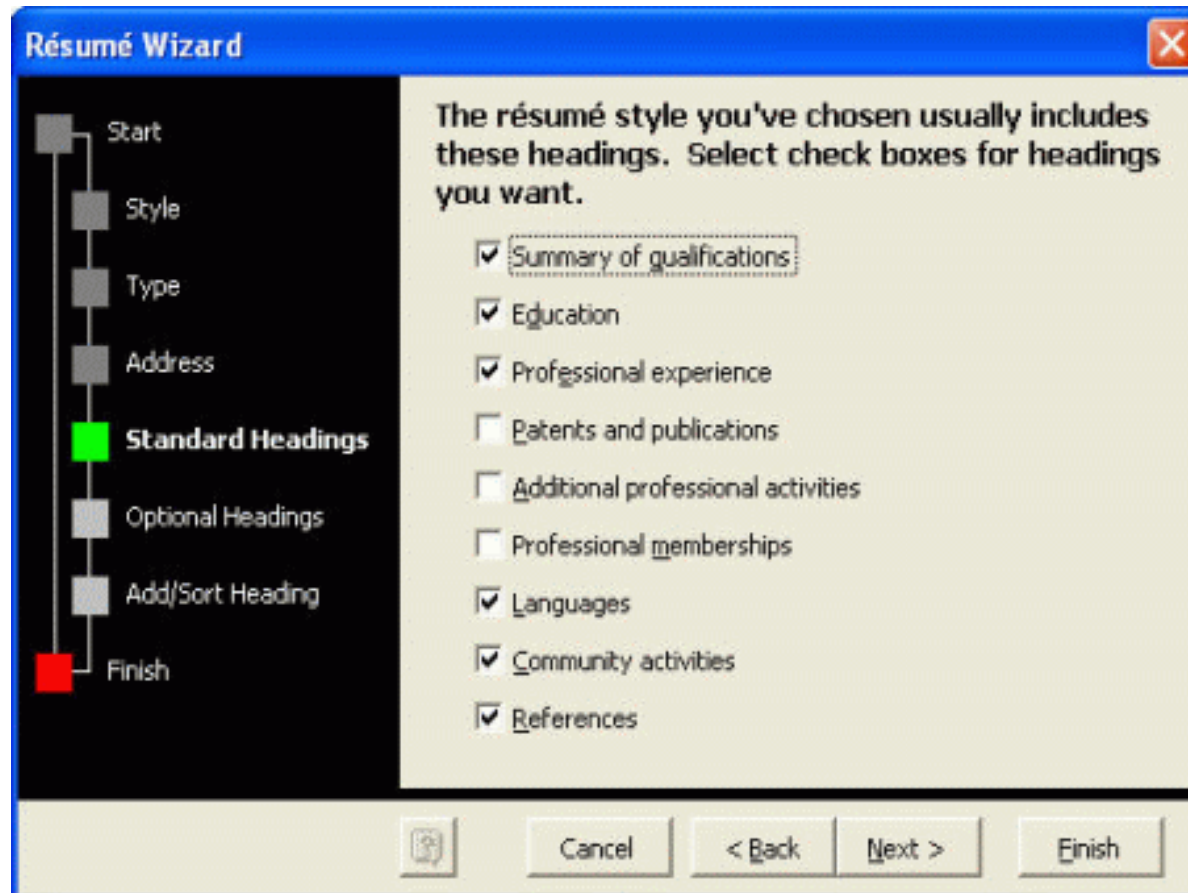 Résumé Wizard
Start
Style
Type
Address
Standard Headings
Optional Headings
Add/Sort Heading
Finish
The résumé style you've chosen usually includes
these headings. Select check boxes for headings
you want.
Summary of qualifications
Education
Professional experience
Patents and publications
Additional professional activities
Professional memberships
Languages
Community activities
References
Cancel
< Back
Next >
Finish